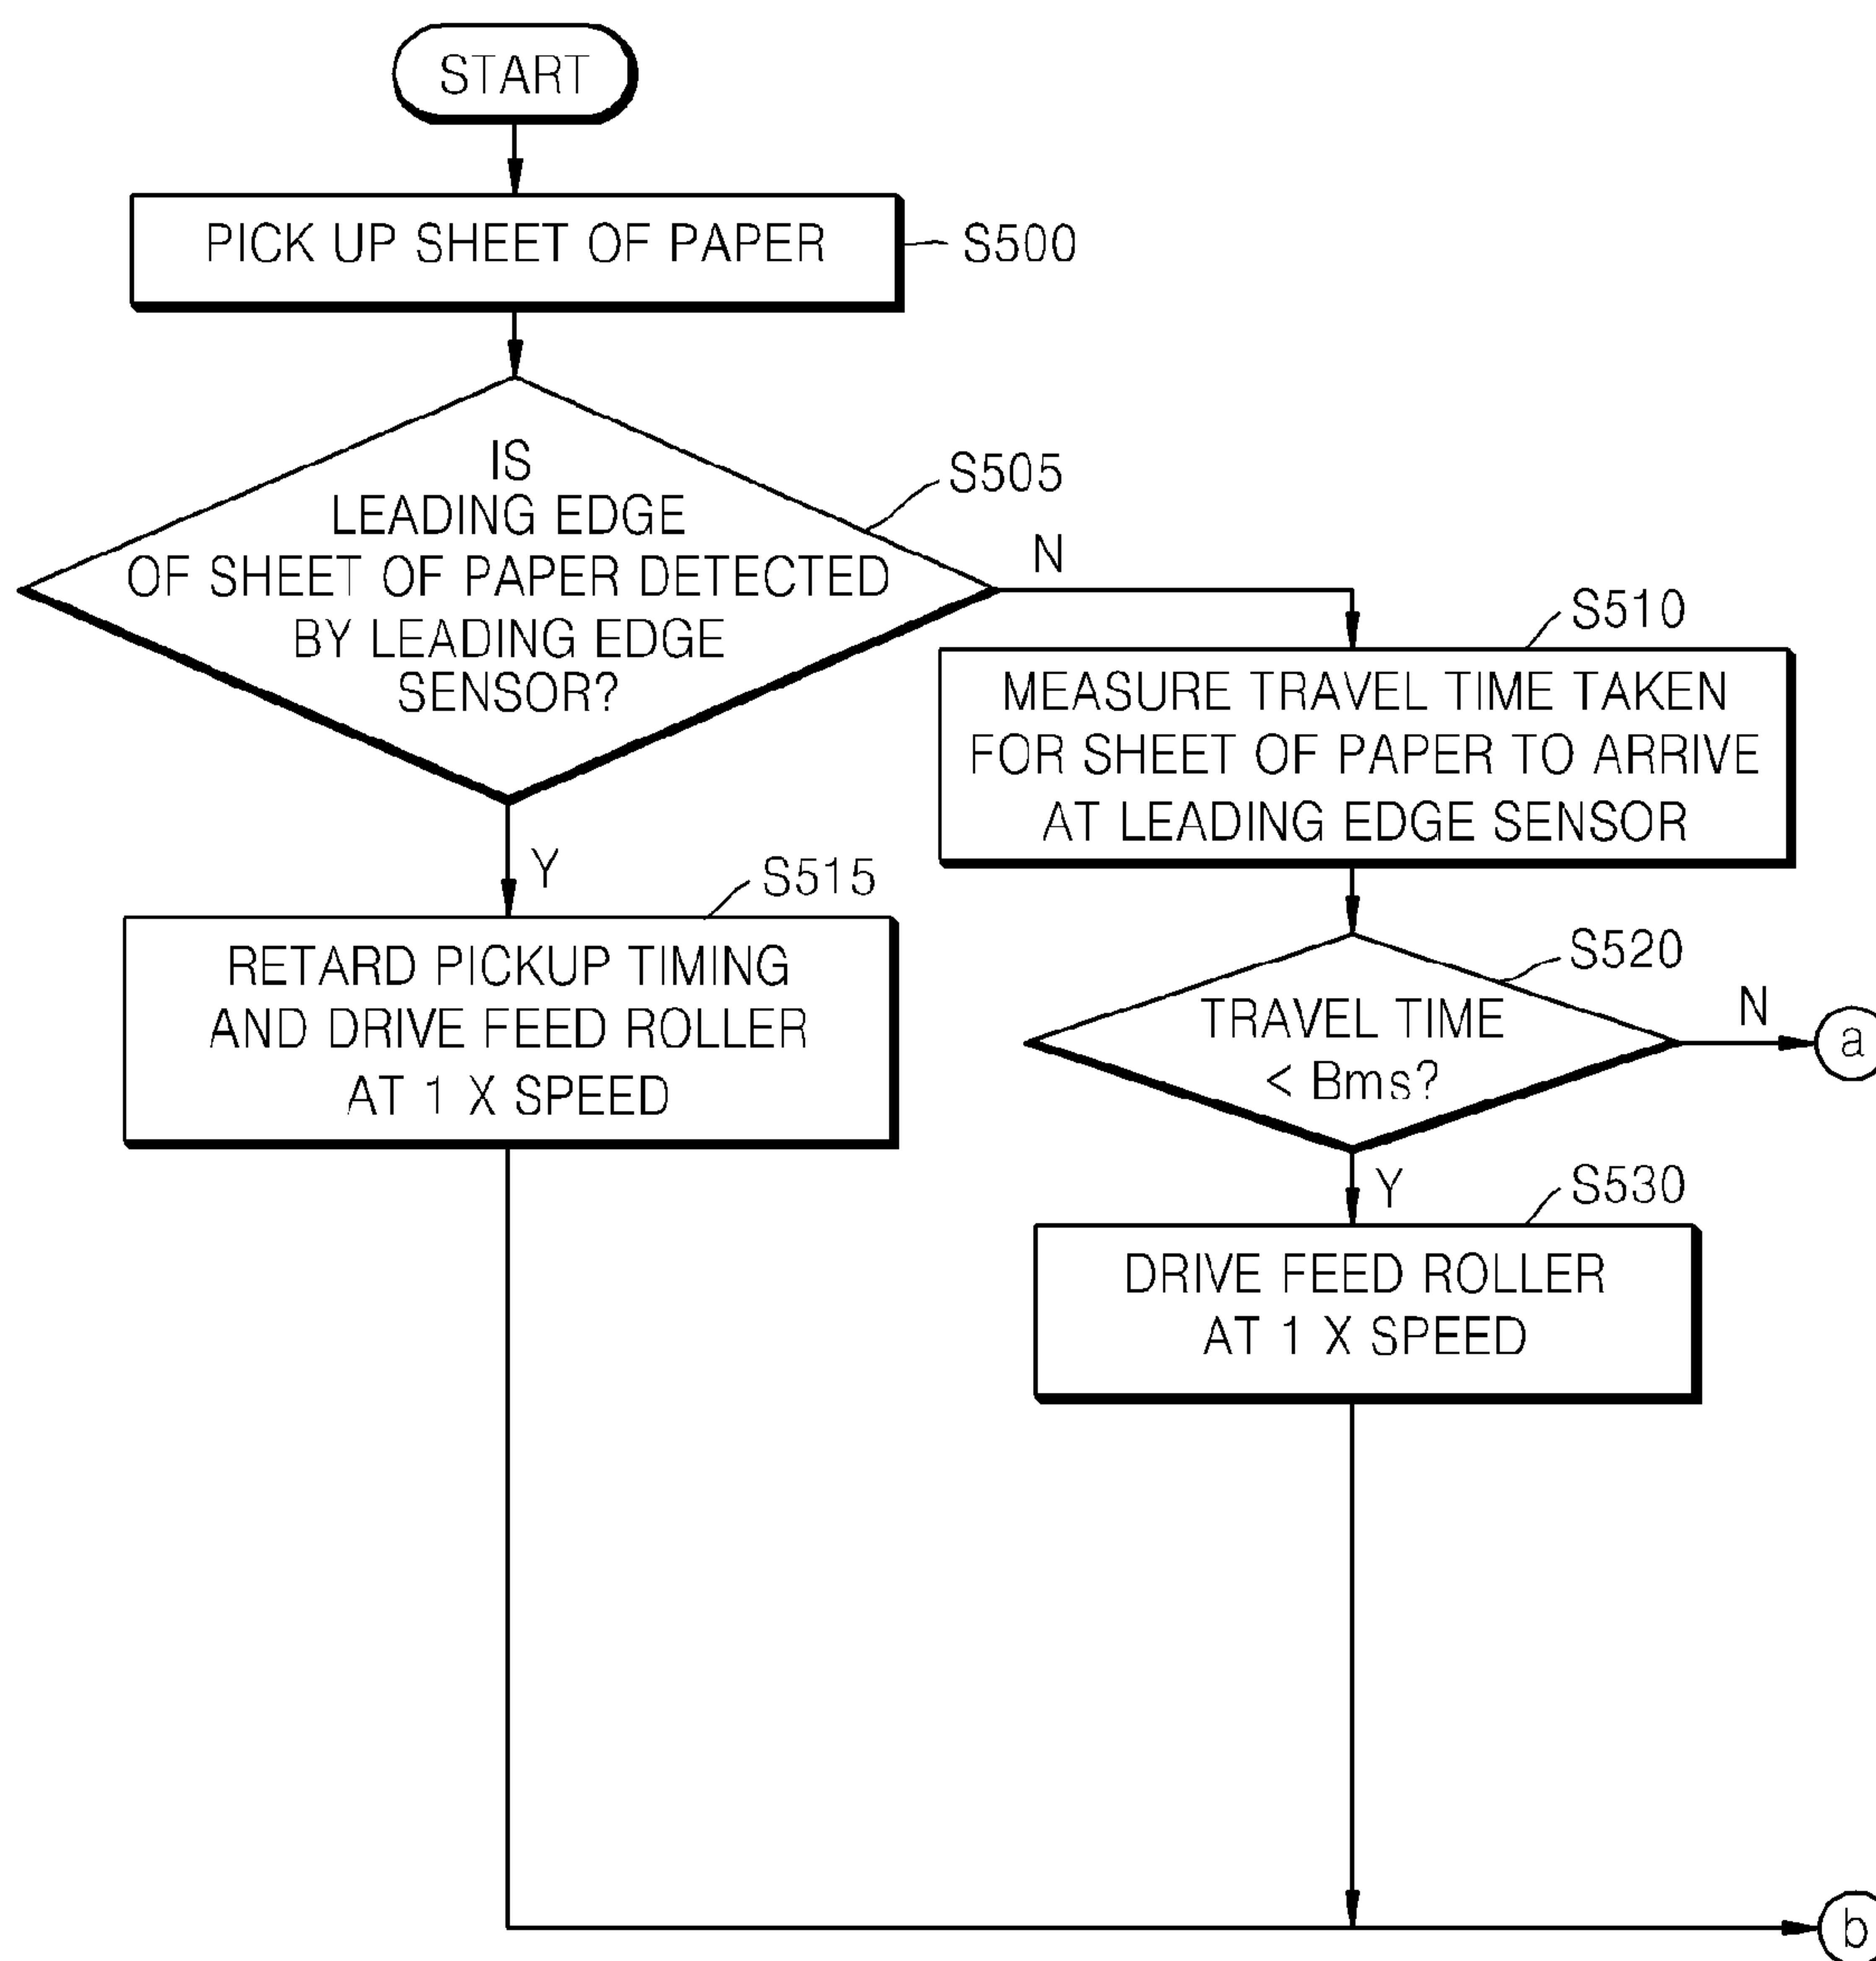 START
PICK UP SHEET OF PAPER
S500
IS
LEADING EDGE
OF SHEET OF PAPER DETECTED
BY LEADING EDGE
SENSOR?
S505
N
Y
S510
MEASURE TRAVEL TIME TAKEN
FOR SHEET OF PAPER TO ARRIVE
AT LEADING EDGE SENSOR
S515
RETARD PICKUP TIMING
AND DRIVE FEED ROLLER
AT 1 X SPEED
S520
TRAVEL TIME
< Bms?
N
a
Y
S530
DRIVE FEED ROLLER
AT 1 X SPEED
b